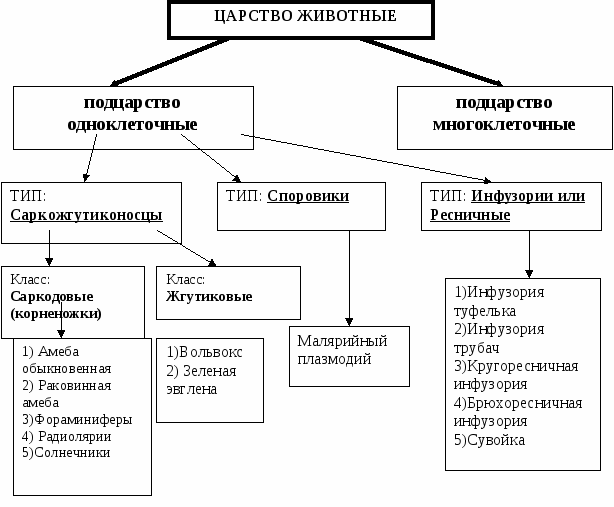 ЦАРСТВО ЖИВОТНЫЕ
подцарство
одноклеточные
подцарство
многоклеточные
ТИП:
Саркожгутиконосцы
ТИП: Споровики
ТИП: Инфузории или
Ресничные
Класс:
Саркодовые
(корненожки)
Класс:
Жгутиковые
1) Амеба
обыкновенная
2) Раковинная
амеба
3)Фораминиферы
4) Радиолярии
5)Солнечники
1)Вольвокс
2) Зеленая
эвглена
Малярийный
плазмодий
1)Инфузория
туфелька
2)Инфузория
трубач
3)Кругоресничная
инфузория
4)Брюхоресничная
инфузория
5)Сувойка